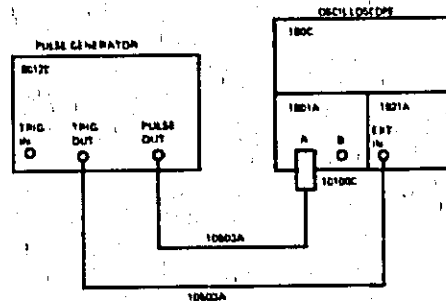 OSCILLOSCOPE
180C
PULSE GENERATOR
8012B
1801A
1821A
TRIG IN
TRIG OUT
PULSE OUT
A
B
EXT IN
10100C
10503A
10503A